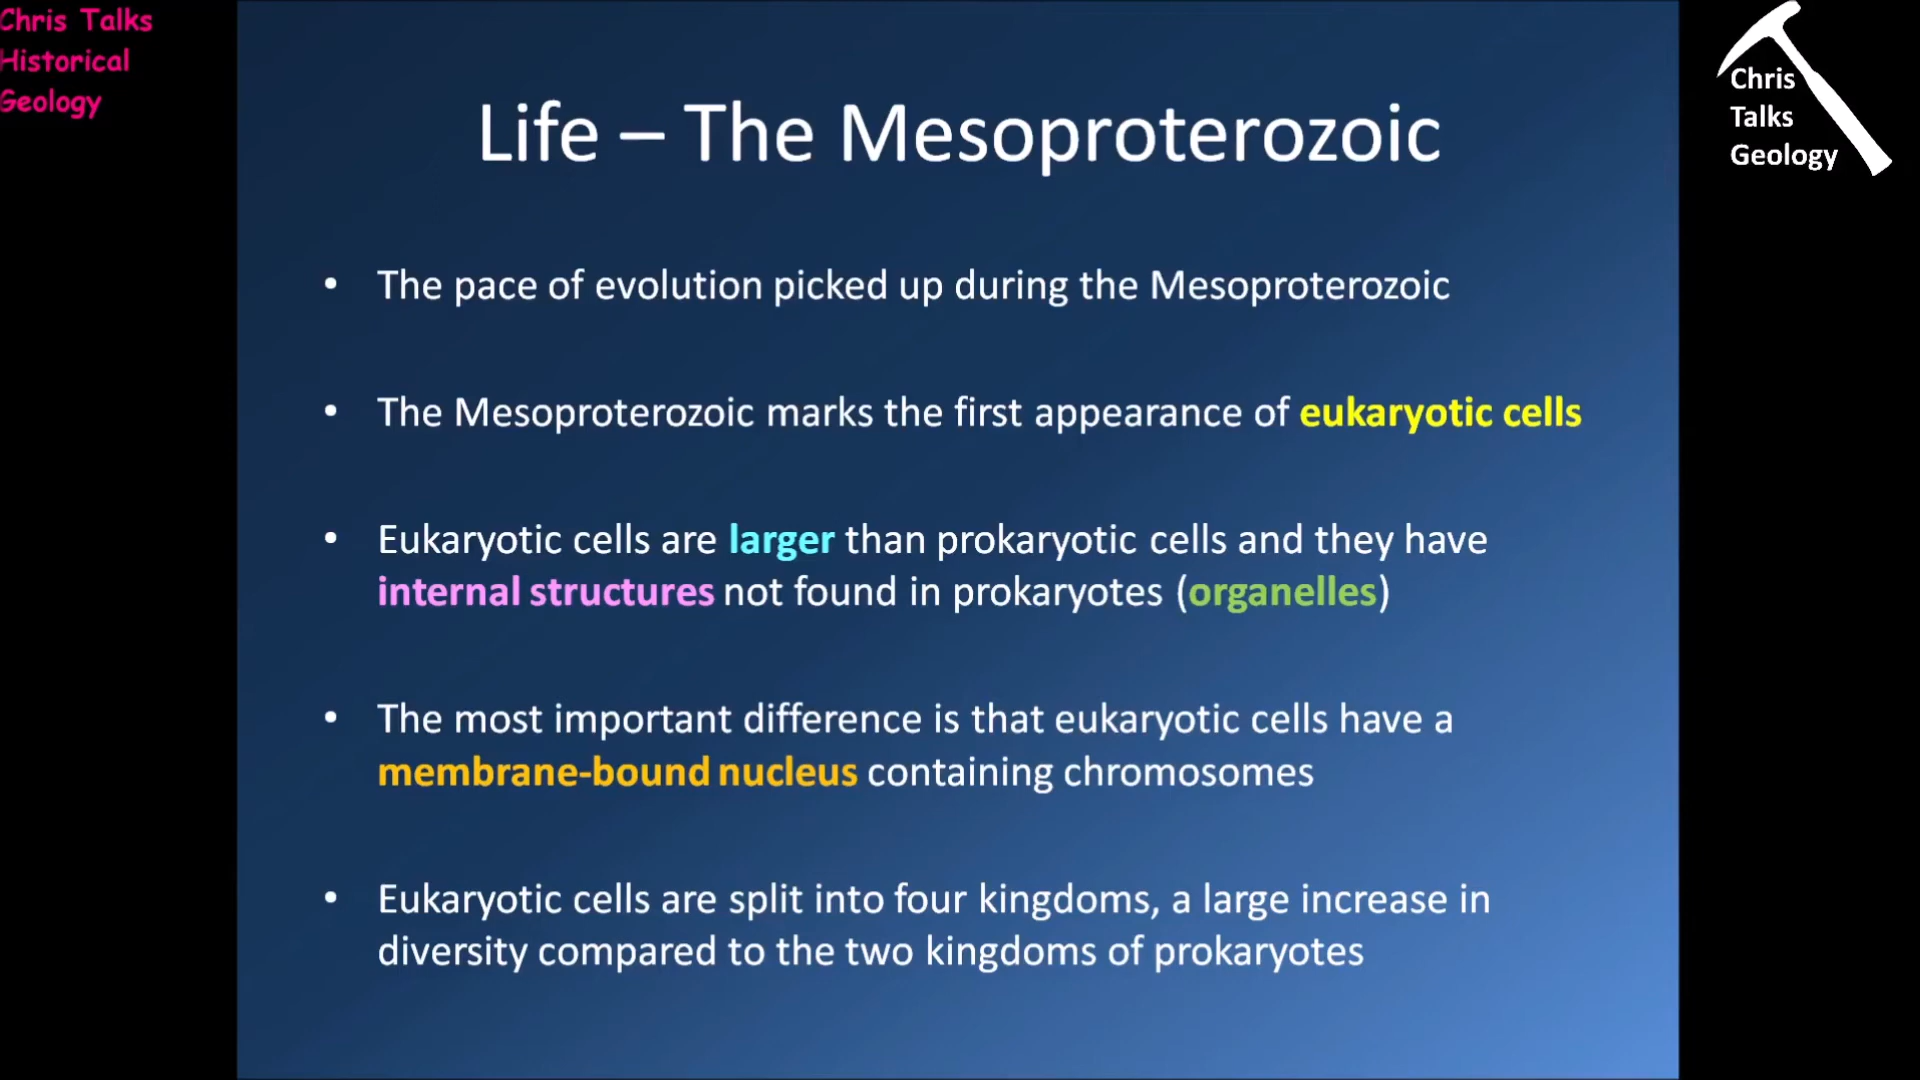 Chris Talks
Historical
Geology
Chris
Talks
Geology
Life – The Mesoproterozoic
• The pace of evolution picked up during the Mesoproterozoic
• The Mesoproterozoic marks the first appearance of eukaryotic cells
• Eukaryotic cells are larger than prokaryotic cells and they have
internal structures not found in prokaryotes (organelles)
• The most important difference is that eukaryotic cells have a
membrane-bound nucleus containing chromosomes
• Eukaryotic cells are split into four kingdoms, a large increase in
diversity compared to the two kingdoms of prokaryotes